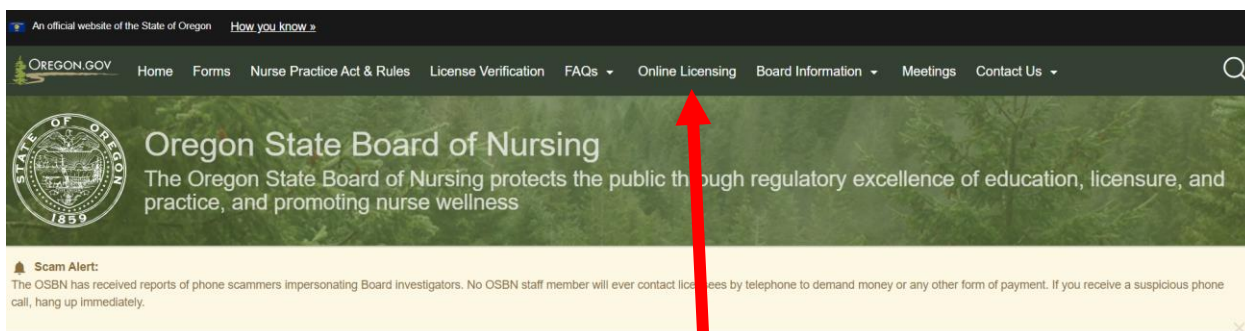 An official website of the State of Oregon How you know »
OREGON.GOV Home Forms Nurse Practice Act & Rules License Verification FAQs Online Licensing Board Information Meetings Contact Us
STATE OF OREGON
1859
Oregon State Board of Nursing
The Oregon State Board of Nursing protects the public through regulatory excellence of education, licensure, and
practice, and promoting nurse wellness
Scam Alert:
The OSBN has received reports of phone scammers impersonating Board investigators. No OSBN staff member will ever contact licensees by telephone to demand money or any other form of payment. If you receive a suspicious phone
call, hang up immediately.